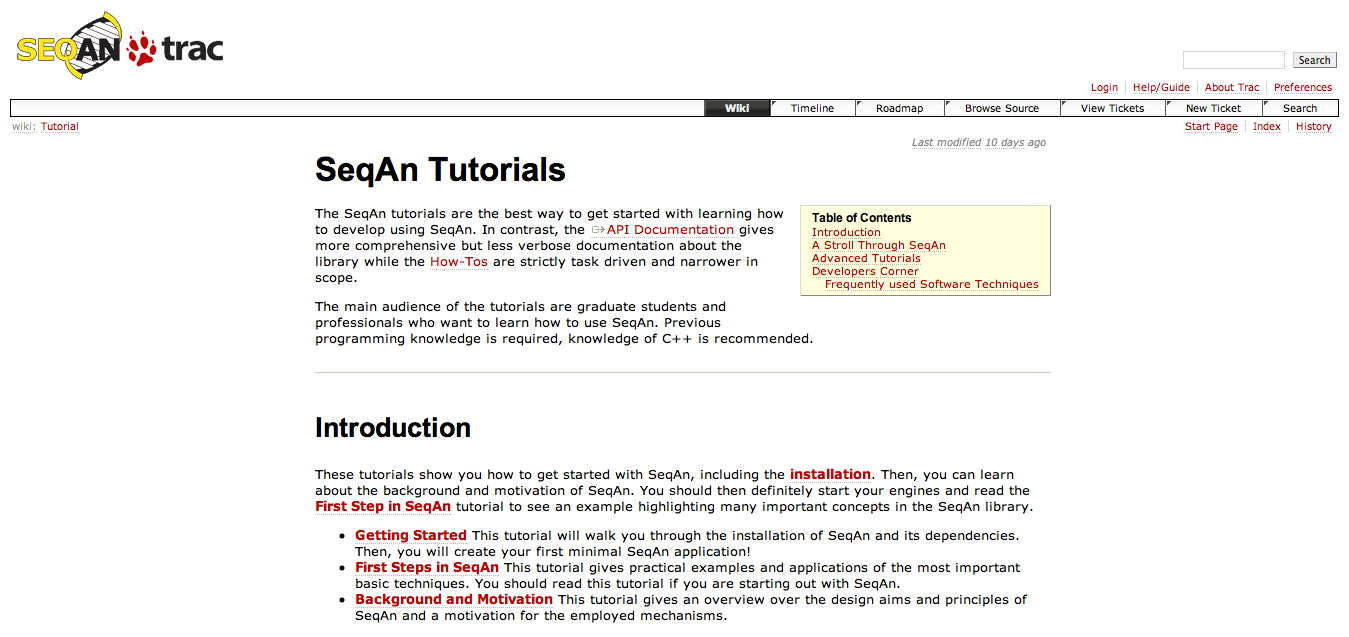 SEQAN trac
Search
Login Help/Guide About Trac Preferences
Wiki Timeline Roadmap Browse Source View Tickets New Ticket Search
wiki: Tutorial
Start Page Index History
Last modified 10 days ago
SeqAn Tutorials
The SeqAn tutorials are the best way to get started with learning how
to develop using SeqAn. In contrast, the API Documentation gives
more comprehensive but less verbose documentation about the
library while the How-Tos are strictly task driven and narrower in
scope.
Table of Contents
Introduction
A Stroll Through SeqAn
Advanced Tutorials
Developers Corner
Frequently used Software Techniques
The main audience of the tutorials are graduate students and
professionals who want to learn how to use SeqAn. Previous
programming knowledge is required, knowledge of C++ is recommended.
Introduction
These tutorials show you how to get started with SeqAn, including the installation. Then, you can learn
about the background and motivation of SeqAn. You should then definitely start your engines and read the
First Step in SeqAn tutorial to see an example highlighting many important concepts in the SeqAn library.
• Getting Started This tutorial will walk you through the installation of SeqAn and its dependencies.
Then, you will create your first minimal SeqAn application!
• First Steps in SeqAn This tutorial gives practical examples and applications of the most important
basic techniques. You should read this tutorial if you are starting out with SeqAn.
• Background and Motivation This tutorial gives an overview over the design aims and principles of
SeqAn and a motivation for the employed mechanisms.